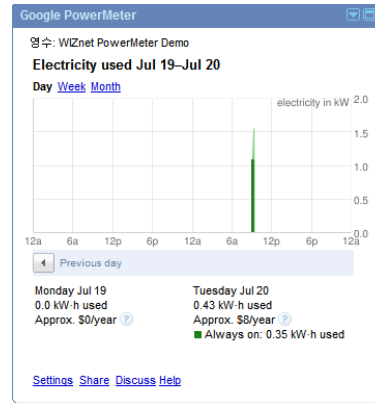 Google PowerMeter
영수: WIZnet PowerMeter Demo
Electricity used Jul 19–Jul 20
Day Week Month
electricity in kW
2.0
1.5
1.0
0.5
0.0
12a 6a 12p 6p 12a 6a 12p 6p 12a
Previous day
Monday Jul 19
0.0 kW·h used
Approx. $0/year ?
Tuesday Jul 20
0.43 kW·h used
Approx. $8/year ?
Always on: 0.35 kW·h used
Settings Share Discuss Help